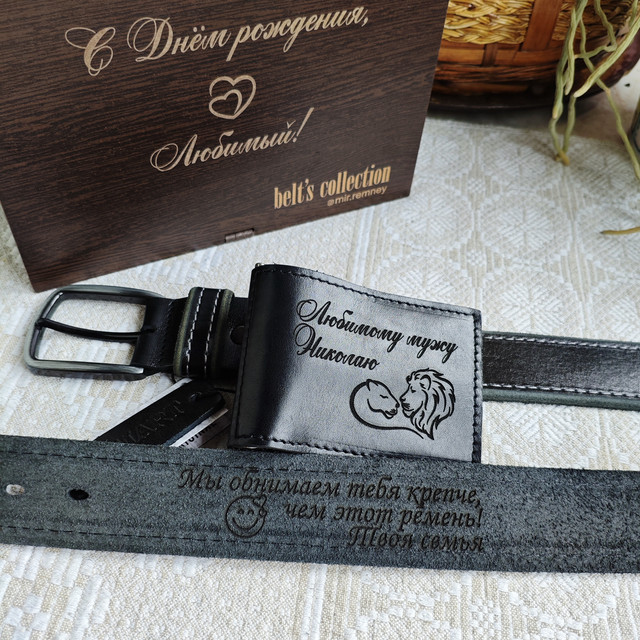 С Днём рождения,
Любимый!
belt's collection
@mir.remney
Любимому мужу
Николаю
Мы обнимаем тебя крепче,
чем этот ремень!
Твоя семья